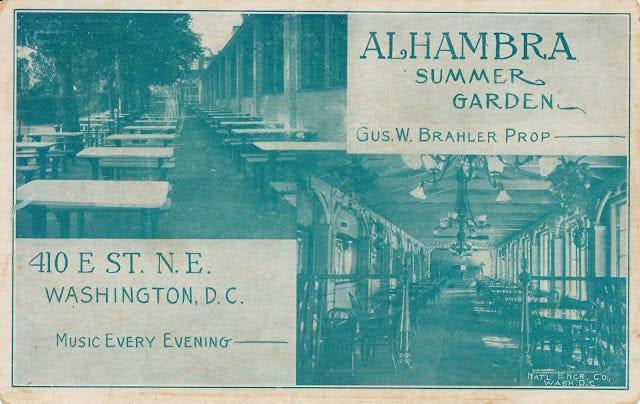 ALHAMBRA
SUMMER
GARDEN
GUS. W. BRAHLER PROP
410 E ST. N.E.
WASHINGTON, D.C.
MUSIC EVERY EVENING
NAT'L ENGR. CO.,
WASH. D.C.